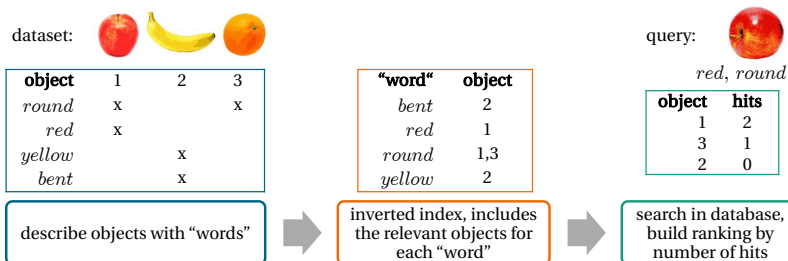 dataset:
object 1 2 3
round x x
red x
yellow x
bent x
describe objects with “words”
“word“ object
bent 2
red 1
round 1,3
yellow 2
inverted index, includes
the relevant objects for
each “word”
query:
red, round
object hits
1 2
3 1
2 0
search in database,
build ranking by
number of hits